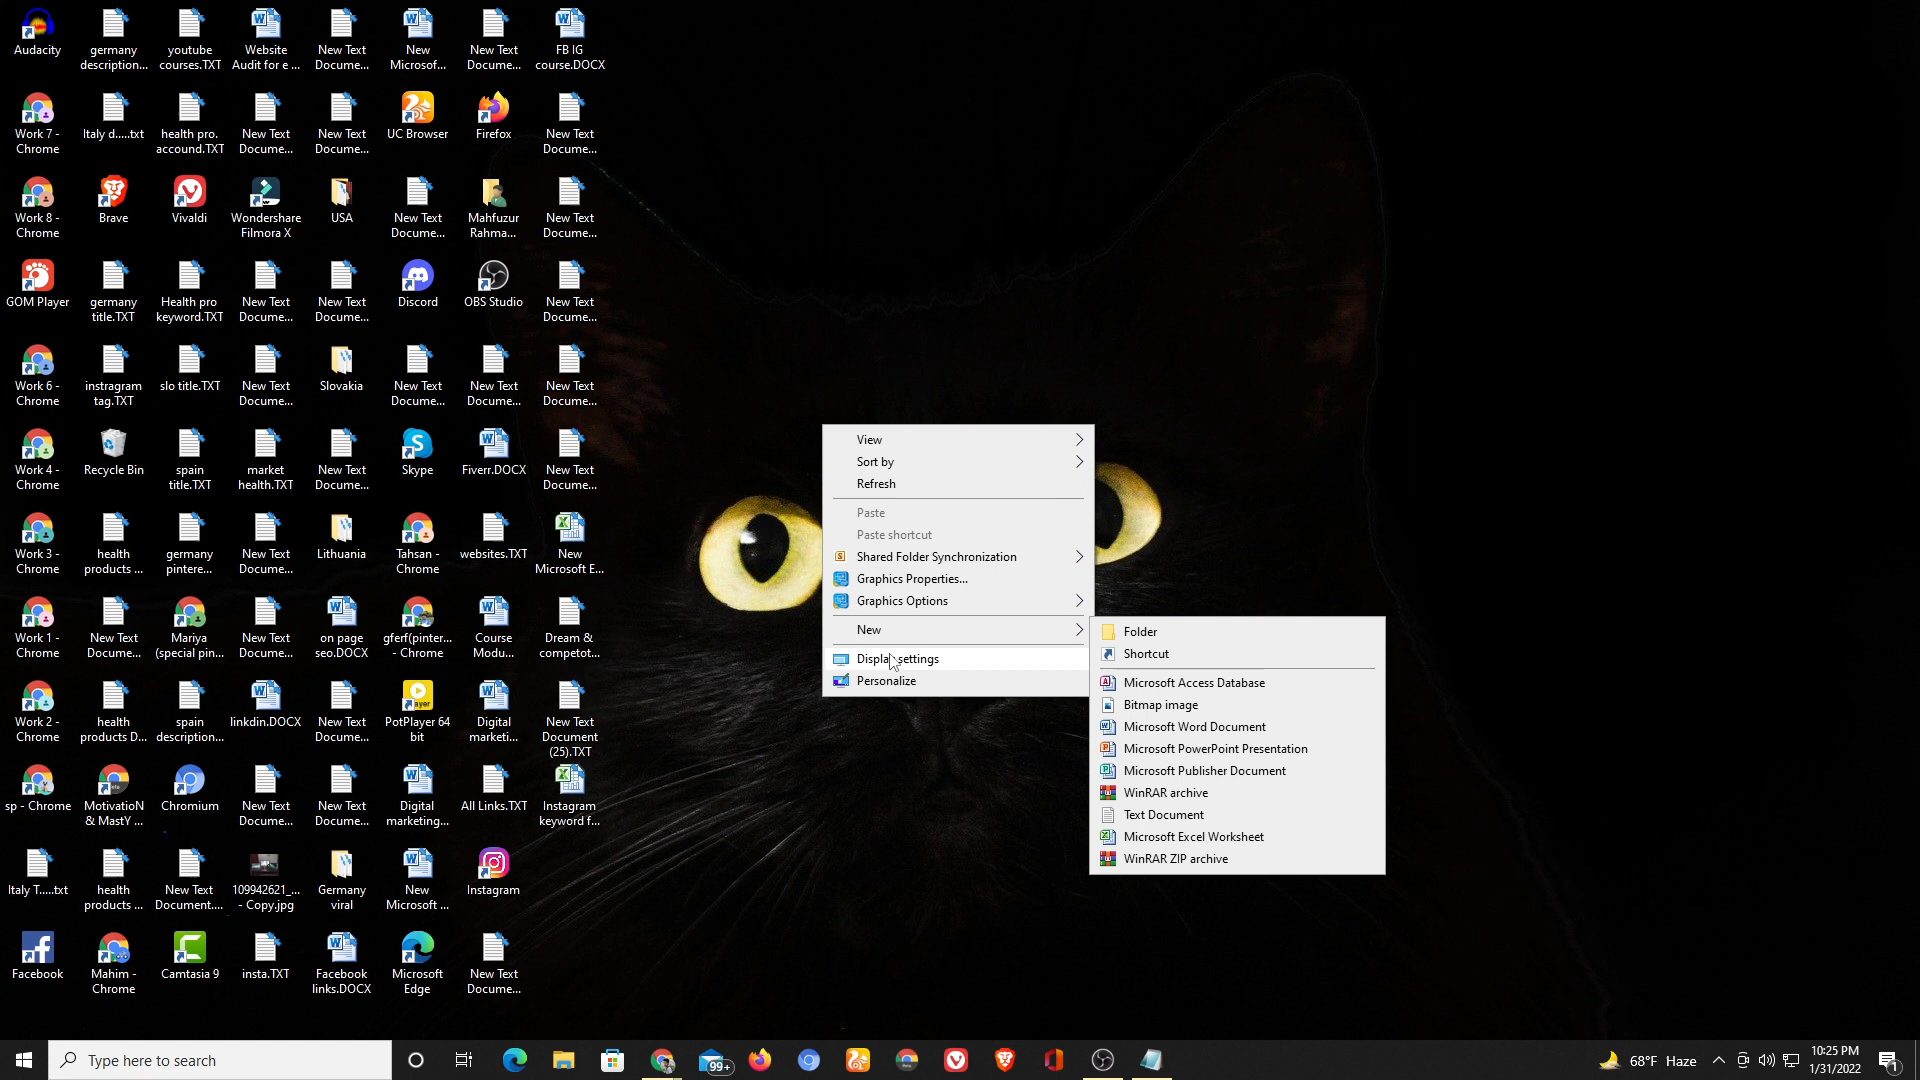 Audacity
germany
description...
youtube
courses.TXT
Website
Audit for e ...
New Text
Docume...
New
Microsof...
New Text
Docume...
FB IG
course.DOCX
Work 7 -
Chrome
Italy d.....txt
health pro.
accound.TXT
New Text
Docume...
New Text
Docume...
UC Browser
Firefox
New Text
Docume...
Work 8 -
Chrome
Brave
Vivaldi
Wondershare
Filmora X
USA
New Text
Docume...
Mahfuzur
Rahma...
New Text
Docume...
GOM Player
germany
title.TXT
Health pro
keyword.TXT
New Text
Docume...
New Text
Docume...
Discord
OBS Studio
New Text
Docume...
Work 6 -
Chrome
instragram
tag.TXT
slo title.TXT
New Text
Docume...
Slovakia
New Text
Docume...
New Text
Docume...
New Text
Docume...
Work 4 -
Chrome
Recycle Bin
spain
title.TXT
market
health.TXT
New Text
Docume...
Skype
Fiverr.DOCX
New Text
Docume...
Work 3 -
Chrome
health
products ...
germany
pintere...
New Text
Docume...
Lithuania
Tahsan -
Chrome
websites.TXT
New
Microsoft E...
Work 1 -
Chrome
New Text
Docume...
Mariya
(special pin...
New Text
Docume...
on page
seo.DOCX
gferf(pinter...
- Chrome
Course
Modu...
Dream &
competot...
Work 2 -
Chrome
health
products D...
spain
description...
linkdin.DOCX
New Text
Docume...
PotPlayer 64
bit
Digital
marketi...
New Text
Document
(25).TXT
sp - Chrome
MotivatioN
& MastY ...
Chromium
New Text
Docume...
New Text
Docume...
Digital
marketing...
All Links.TXT
Instagram
keyword f...
Italy T.....txt
health
products ...
New Text
Document....
109942621_...
- Copy.jpg
Germany
viral
New
Microsoft ...
Instagram
Facebook
Mahim -
Chrome
Camtasia 9
insta.TXT
Facebook
links.DOCX
Microsoft
Edge
New Text
Docume...
View
Sort by
Refresh
Paste
Paste shortcut
Shared Folder Synchronization
Graphics Properties...
Graphics Options
New
Display settings
Personalize
Folder
Shortcut
Microsoft Access Database
Bitmap image
Microsoft Word Document
Microsoft PowerPoint Presentation
Microsoft Publisher Document
WinRAR archive
Text Document
Microsoft Excel Worksheet
WinRAR ZIP archive
Type here to search
99+
68°F Haze
10:25 PM
1/31/2022
1